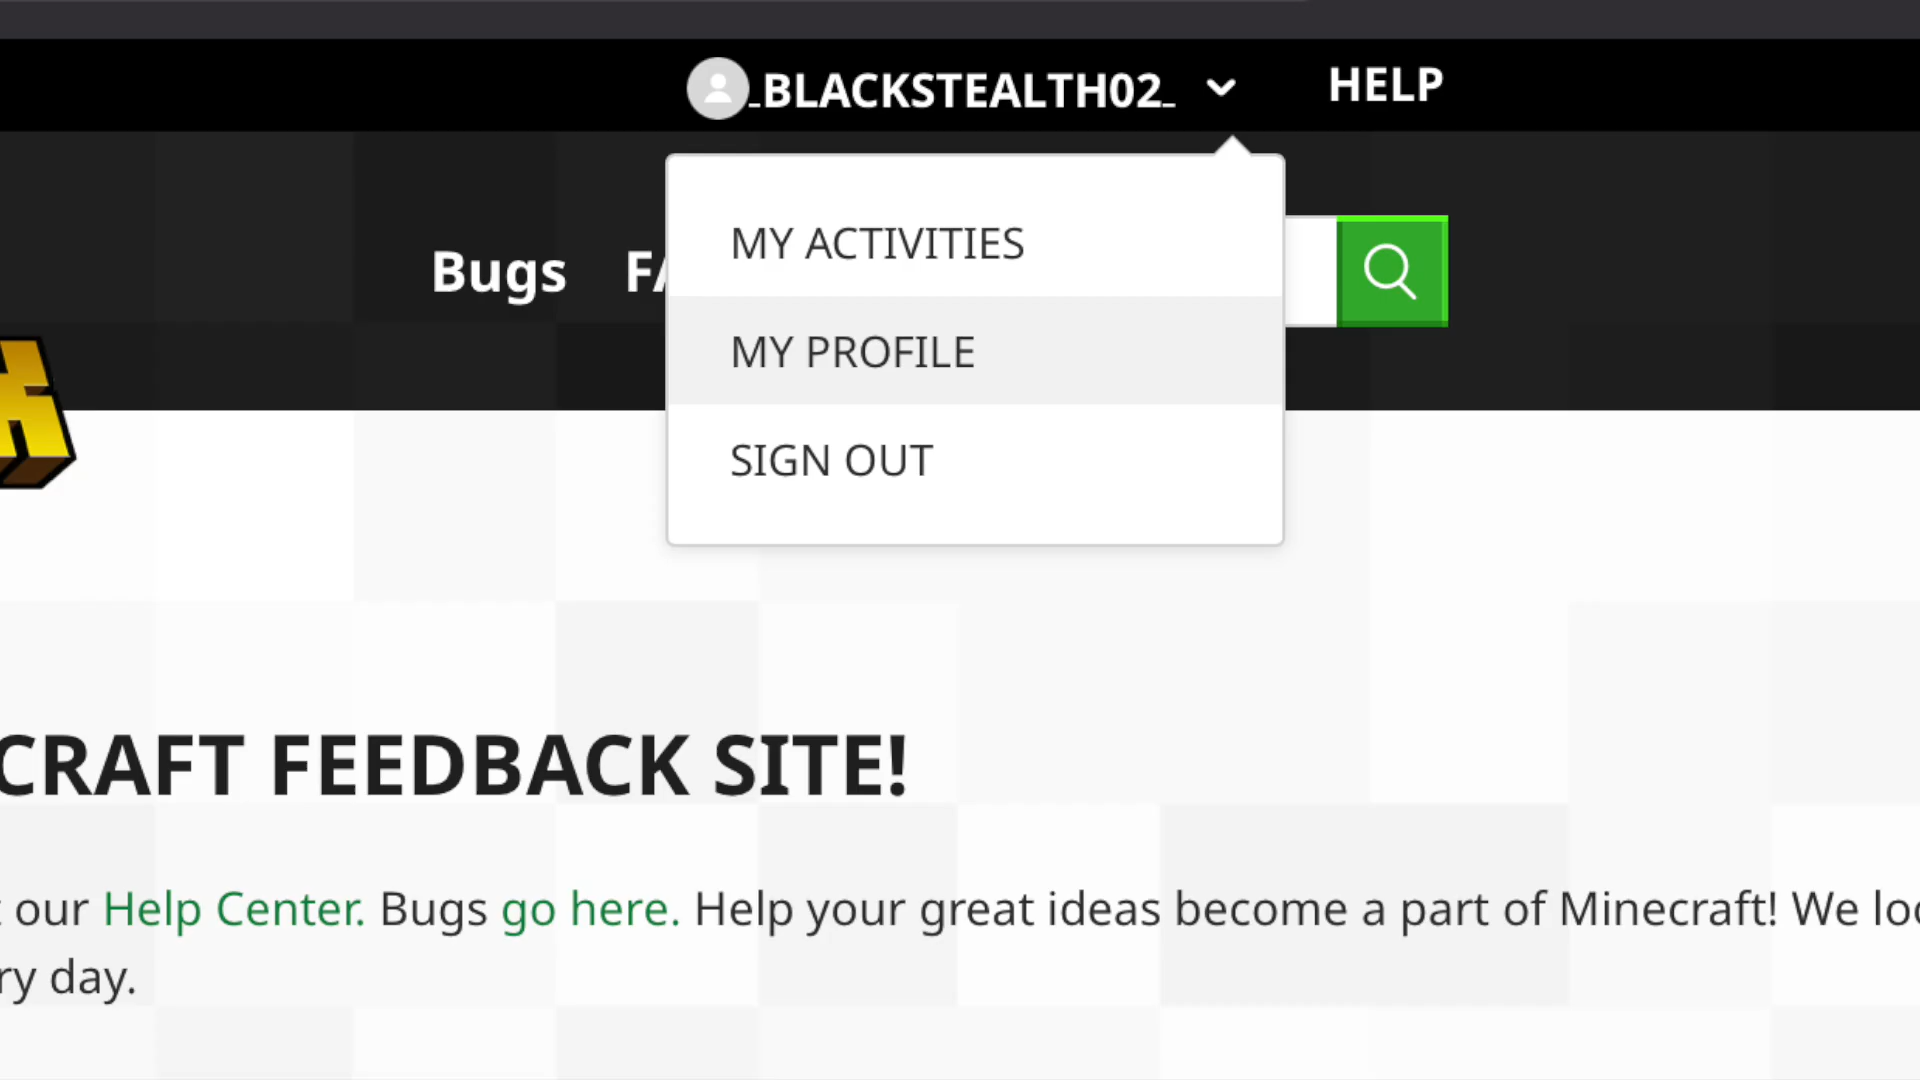 _BLACKSTEALTH02_ HELP
MY ACTIVITIES
Bugs
MY PROFILE
SIGN OUT
CRAFT FEEDBACK SITE!
our Help Center. Bugs go here. Help your great ideas become a part of Minecraft! We
ry day.